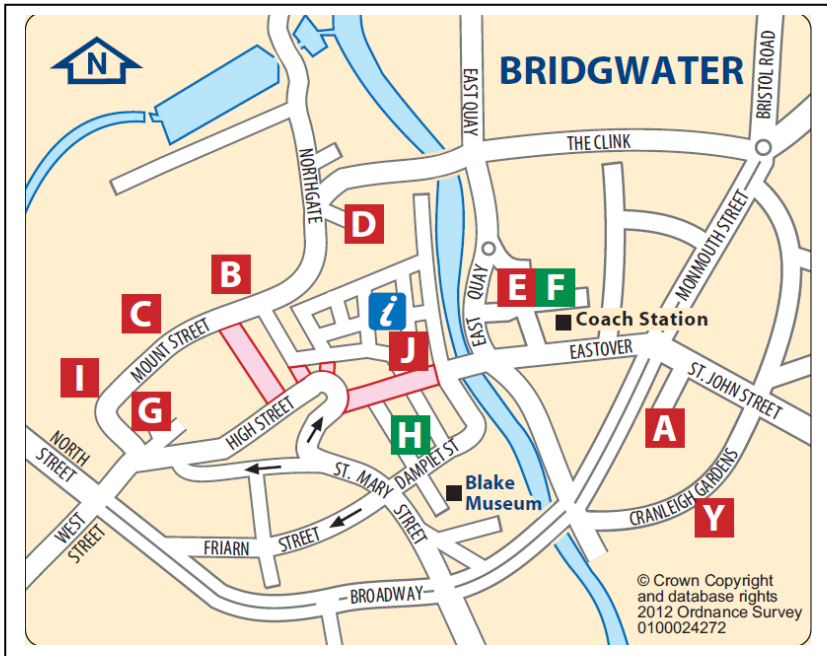 N
BRIDGWATER
EAST QUAY
BRISTOL ROAD
THE CLINK
NORTHGATE
D
MONMOUTH STREET
B
EAST QUAY
E F
i
Coach Station
C
MOUNT STREET
J
EASTOVER
ST. JOHN STREET
I
G
HIGH STREET
H
A
NORTH
STREET
ST. MARY STREET
DAMPIET ST
Blake
Museum
CRANLEIGH GARDENS
Y
WEST
STREET
FRIARN STREET
BROADWAY
© Crown Copyright
and database rights
2012 Ordnance Survey
0100024272